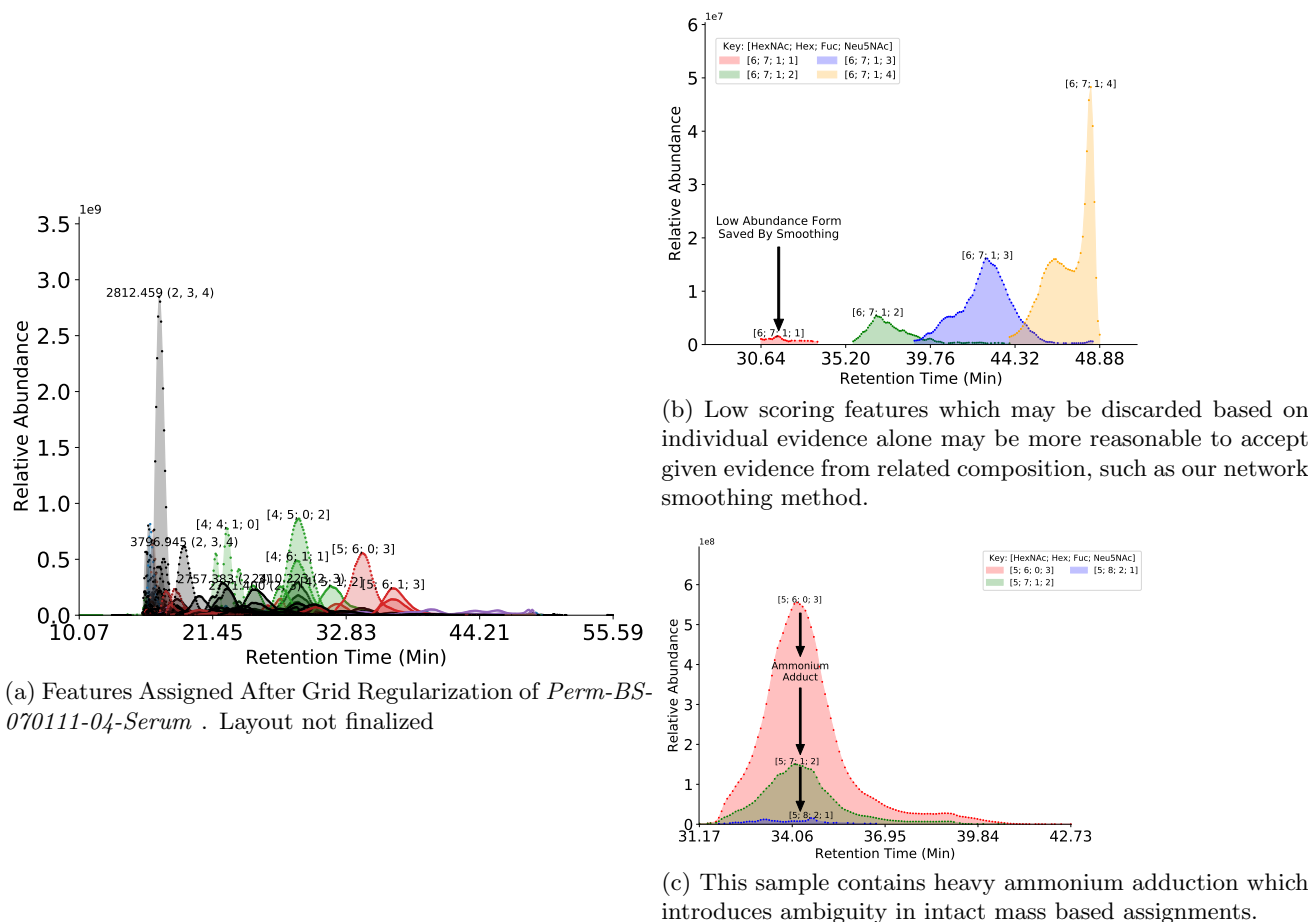 1e9
3.5
3.0
2.5
2.0
1.5
1.0
0.5
0.0
Relative Abundance
2812.459 (2, 3, 4)
3796.945 (2, 3, 4)
[4; 4; 1; 0]
[4; 5; 0; 2]
[4; 6; 1; 1]
[5; 6; 0; 3]
[5; 6; 1; 3]
10.07 21.45 32.83 44.21 55.59
Retention Time (Min)
(a) Features Assigned After Grid Regularization of Perm-BS-
070111-04-Serum . Layout not finalized
1e7
6
5
4
3
2
1
0
Relative Abundance
Key: [HexNAc; Hex; Fuc; Neu5NAc]
[6; 7; 1; 1] [6; 7; 1; 3]
[6; 7; 1; 2] [6; 7; 1; 4]
[6; 7; 1; 4]
Low Abundance Form
Saved By Smoothing
[6; 7; 1; 3]
[6; 7; 1; 2]
[6; 7; 1; 1]
30.64 35.20 39.76 44.32 48.88
Retention Time (Min)
(b) Low scoring features which may be discarded based on
individual evidence alone may be more reasonable to accept
given evidence from related composition, such as our network
smoothing method.
1e8
6
5
4
3
2
1
0
Relative Abundance
Key: [HexNAc; Hex; Fuc; Neu5NAc]
[5; 6; 0; 3] [5; 8; 2; 1]
[5; 7; 1; 2]
[5; 6; 0; 3]
Ammonium
Adduct
[5; 7; 1; 2]
[5; 8; 2; 1]
31.17 34.06 36.95 39.84 42.73
Retention Time (Min)
(c) This sample contains heavy ammonium adduction which
introduces ambiguity in intact mass based assignments.